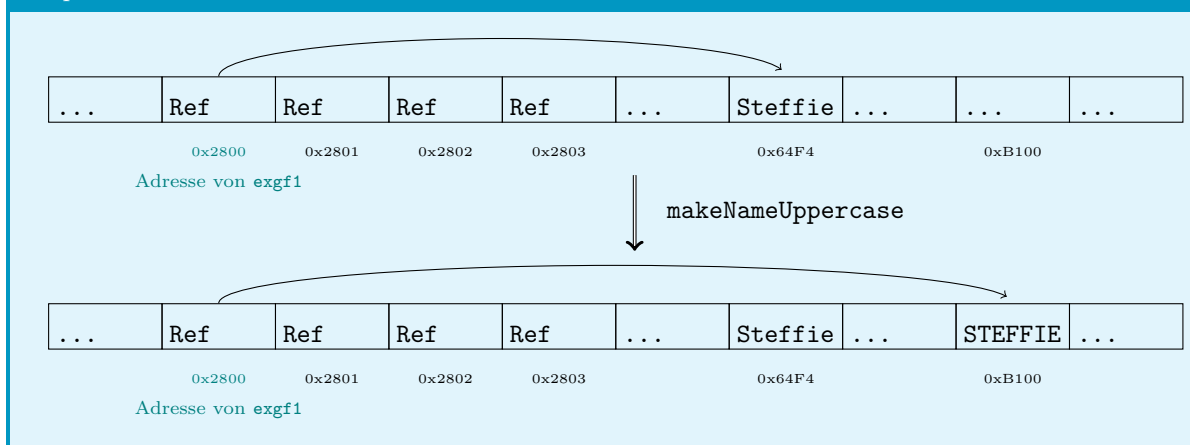 ... Ref Ref Ref Ref ... Steffie ... ... ...
0x2800 0x2801 0x2802 0x2803 0x64F4 0xB100
Adresse von exgf1
makeNameUppercase
... Ref Ref Ref Ref ... Steffie ... STEFFIE ...
0x2800 0x2801 0x2802 0x2803 0x64F4 0xB100
Adresse von exgf1